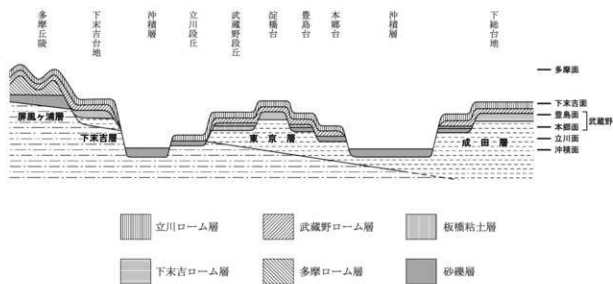 多摩丘陵
下末吉台地
沖積層
立川段丘
武蔵野段丘
淀橋台
豊島台
本郷台
沖積層
下総台地
多摩面
下末吉面
豊島面
本郷面
武蔵野
立川面
沖積面
屏風ヶ浦層
下末吉層
東京層
成田層
立川ローム層
武蔵野ローム層
板橋粘土層
下末吉ローム層
多摩ローム層
砂礫層